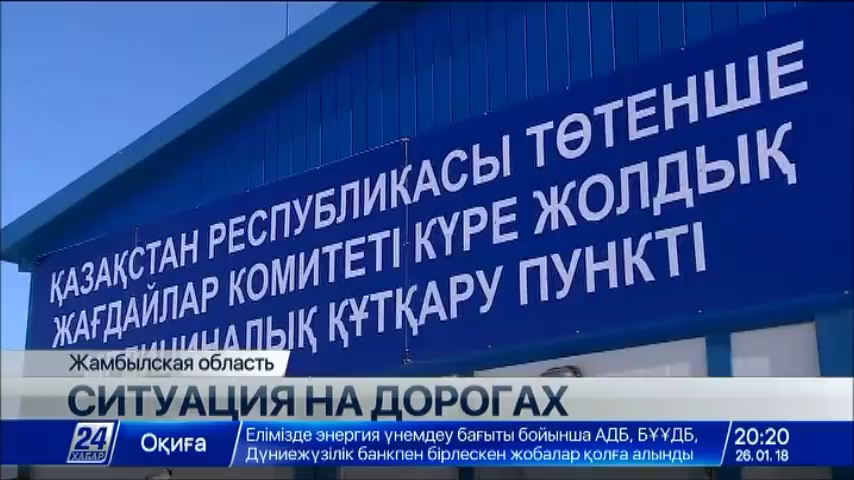 ҚАЗАҚСТАН РЕСПУБЛИКАСЫ ТӨТЕНШЕ
ЖАҒДАЙЛАР КОМИТЕТІ КҮРЕ ЖОЛДЫҚ
ҚҰТҚАРУ ПУНКТІ
Жамбылская область
СИТУАЦИЯ НА ДОРОГАХ
24
ХАБАР
Оқиға
Елімізде энергия үнемдеу бағыты бойынша АДБ, БҰҰДБ,
Дүниежүзілік банкпен бірлескен жобалар қолға алынды
20:20
26.01.18